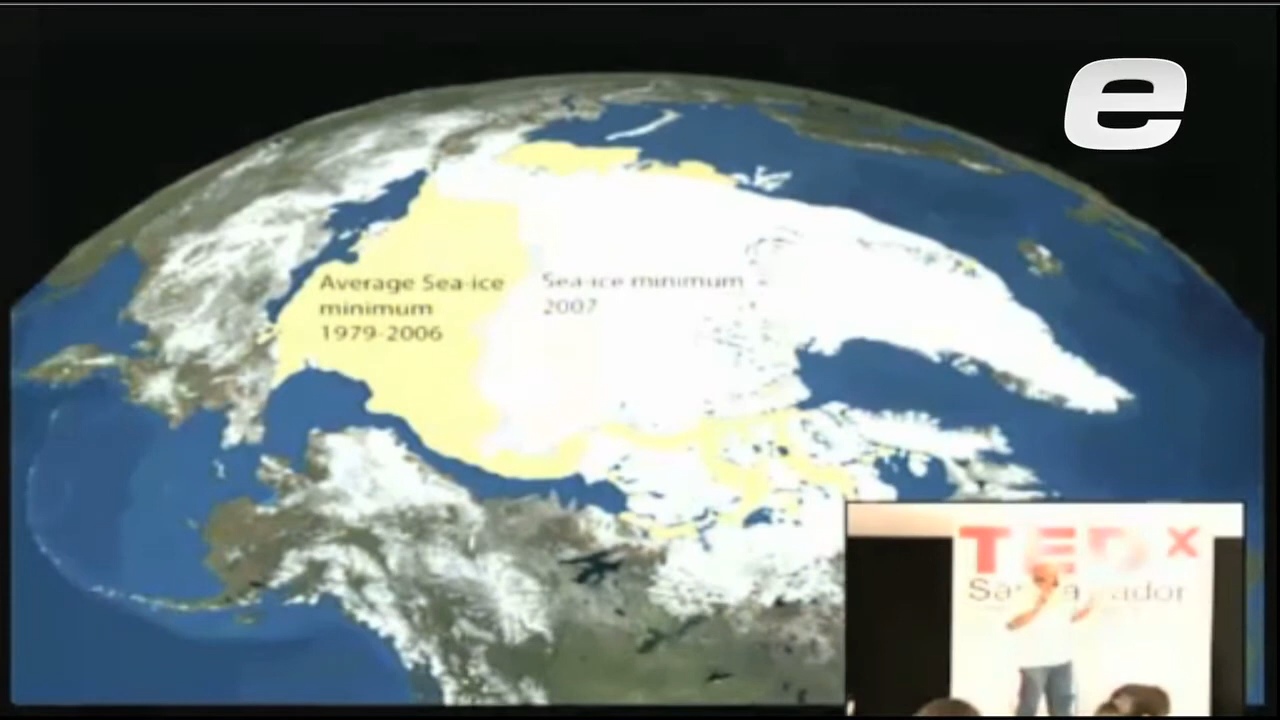 e
Average Sea-ice
minimum
1979-2006
Sea-ice minimum
2007
TEDx